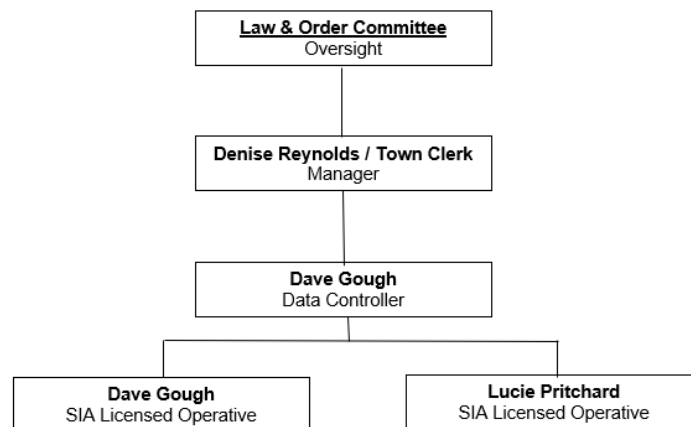 Law & Order Committee
Oversight
Denise Reynolds / Town Clerk
Manager
Dave Gough
Data Controller
Dave Gough
SIA Licensed Operative
Lucie Pritchard
SIA Licensed Operative